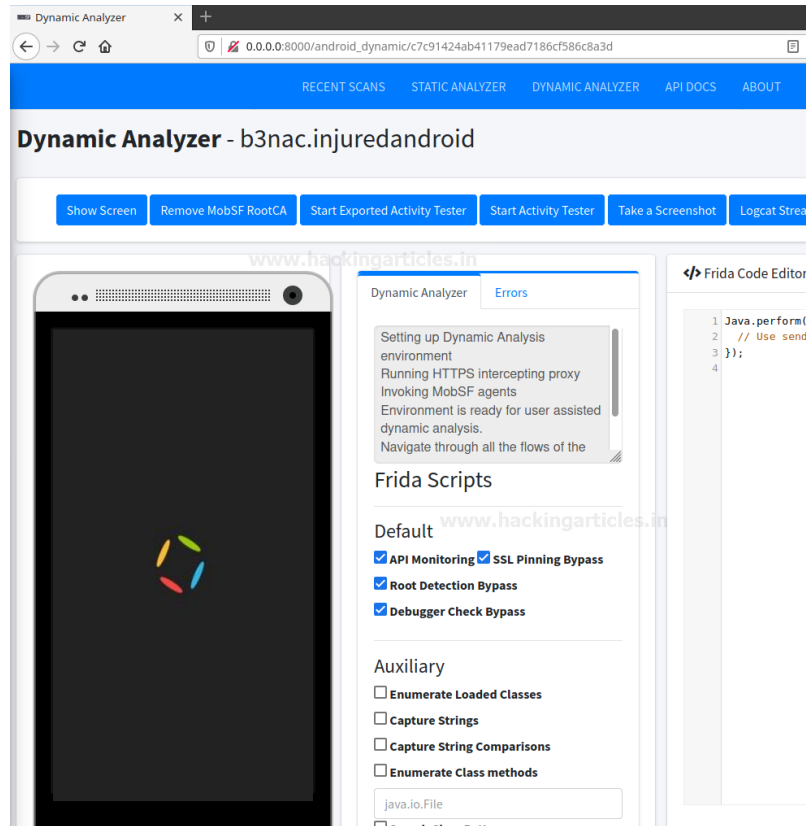 Dynamic Analyzer
0.0.0.0:8000/android_dynamic/c7c91424ab41179ead7186cf586c8a3d
RECENT SCANS STATIC ANALYZER DYNAMIC ANALYZER API DOCS ABOUT
Dynamic Analyzer - b3nac.injuredandroid
Show Screen Remove MobSF RootCA Start Exported Activity Tester Start Activity Tester Take a Screenshot Logcat Strea
www.hackingarticles.in
Dynamic Analyzer Errors
Setting up Dynamic Analysis
environment
Running HTTPS intercepting proxy
Invoking MobSF agents
Environment is ready for user assisted
dynamic analysis.
Navigate through all the flows of the
Frida Scripts
www.hackingarticles.in
Default
API Monitoring SSL Pinning Bypass
Root Detection Bypass
Debugger Check Bypass
Auxiliary
Enumerate Loaded Classes
Capture Strings
Capture String Comparisons
Enumerate Class methods
java.io.File
</> Frida Code Editor
1 Java.perform(
2 // Use send
3 });
4